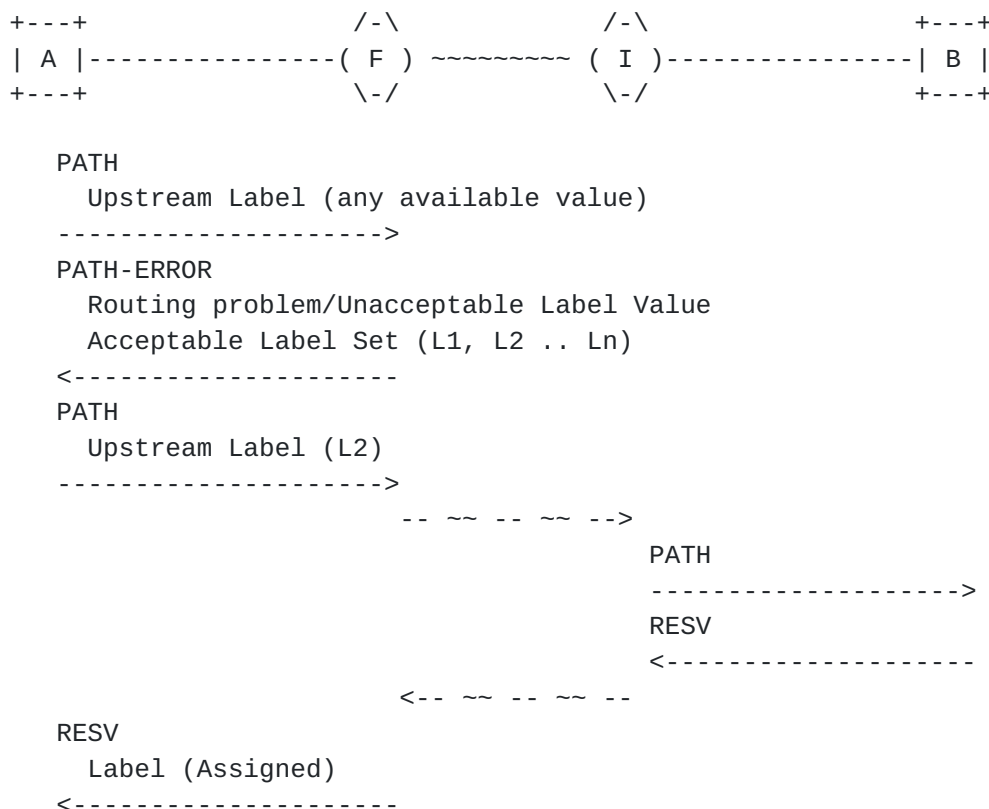 +---+                 /-\             /-\                 +---+
| A |----------------( F ) ~~~~~~~~~ ( I )----------------| B |
+---+                 \-/             \-/                 +---+
PATH
Upstream Label (any available value)
--------------------->
PATH-ERROR
Routing problem/Unacceptable Label Value
Acceptable Label Set (L1, L2 .. Ln)
<---------------------
PATH
Upstream Label (L2)
--------------------->
-- ~~ -- ~~ -->
PATH
-------------------->
RESV
<--------------------
<-- ~~ -- ~~ --
RESV
Label (Assigned)
<---------------------